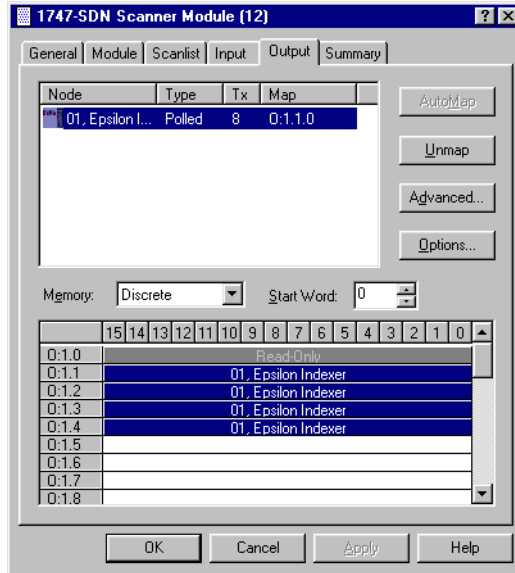 1747-SDN Scanner Module (12)
General Module Scanlist Input Output Summary
Node Type Tx Map
01, Epsilon I... Polled 8 O:1.1.0
AutoMap
Unmap
Advanced...
Options...
Memory: Discrete Start Word: 0
15 14 13 12 11 10 9 8 7 6 5 4 3 2 1 0
O:1.0 Read-Only
O:1.1 01, Epsilon Indexer
O:1.2 01, Epsilon Indexer
O:1.3 01, Epsilon Indexer
O:1.4 01, Epsilon Indexer
O:1.5
O:1.6
O:1.7
O:1.8
OK Cancel Apply Help